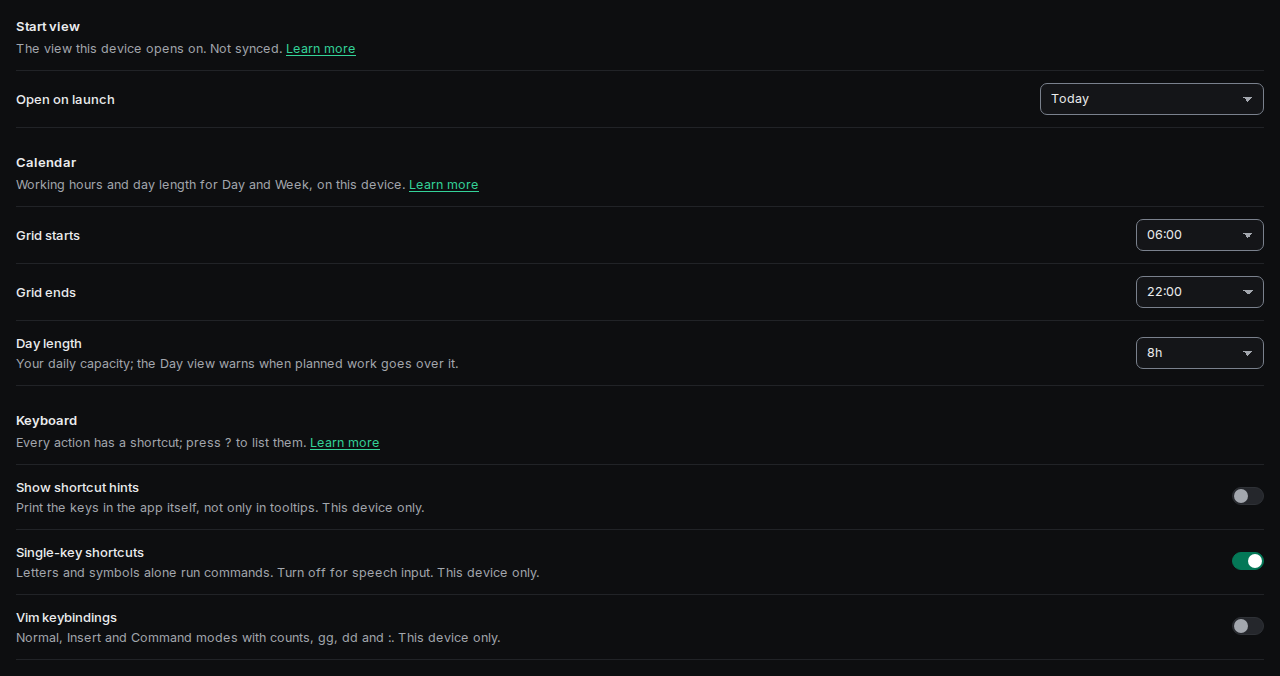 Start view
The view this device opens on. Not synced. Learn more
Open on launch
Today
Calendar
Working hours and day length for Day and Week, on this device. Learn more
Grid starts
06:00
Grid ends
22:00
Day length
Your daily capacity; the Day view warns when planned work goes over it.
8h
Keyboard
Every action has a shortcut; press ? to list them. Learn more
Show shortcut hints
Print the keys in the app itself, not only in tooltips. This device only.
Single-key shortcuts
Letters and symbols alone run commands. Turn off for speech input. This device only.
Vim keybindings
Normal, Insert and Command modes with counts, gg, dd and :. This device only.